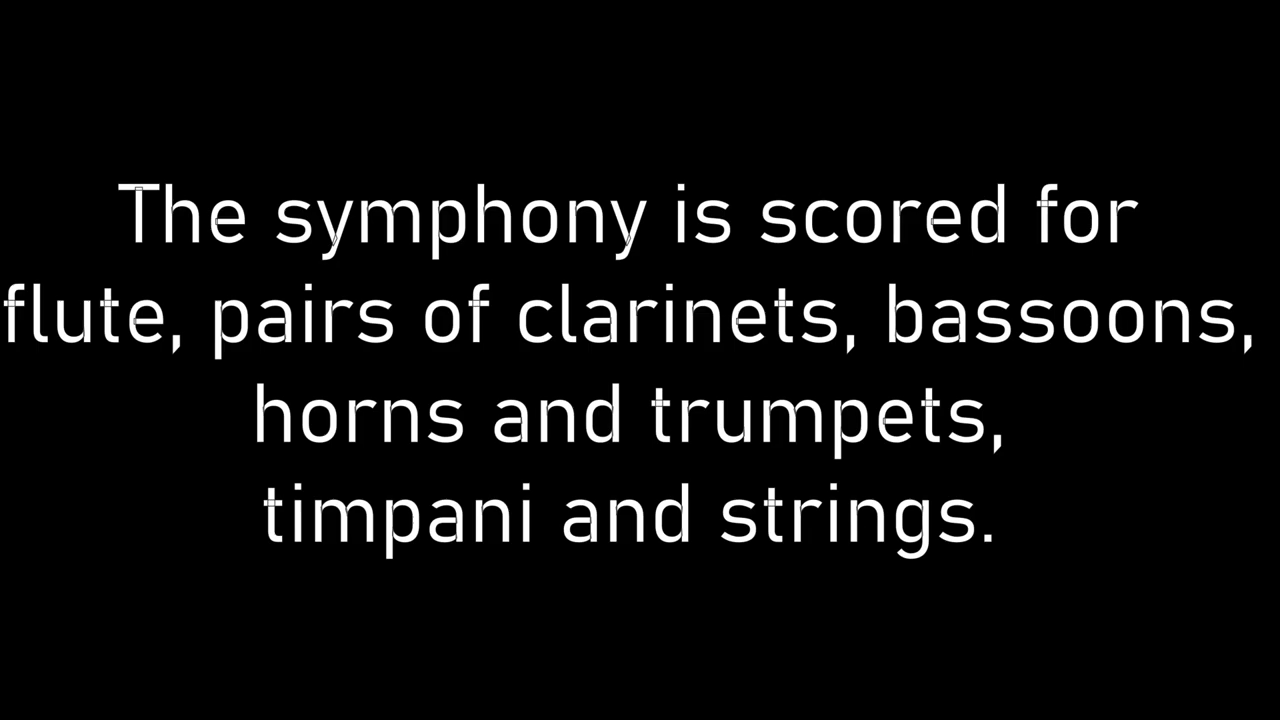 The symphony is scored for
flute, pairs of clarinets, bassoons,
horns and trumpets,
timpani and strings.